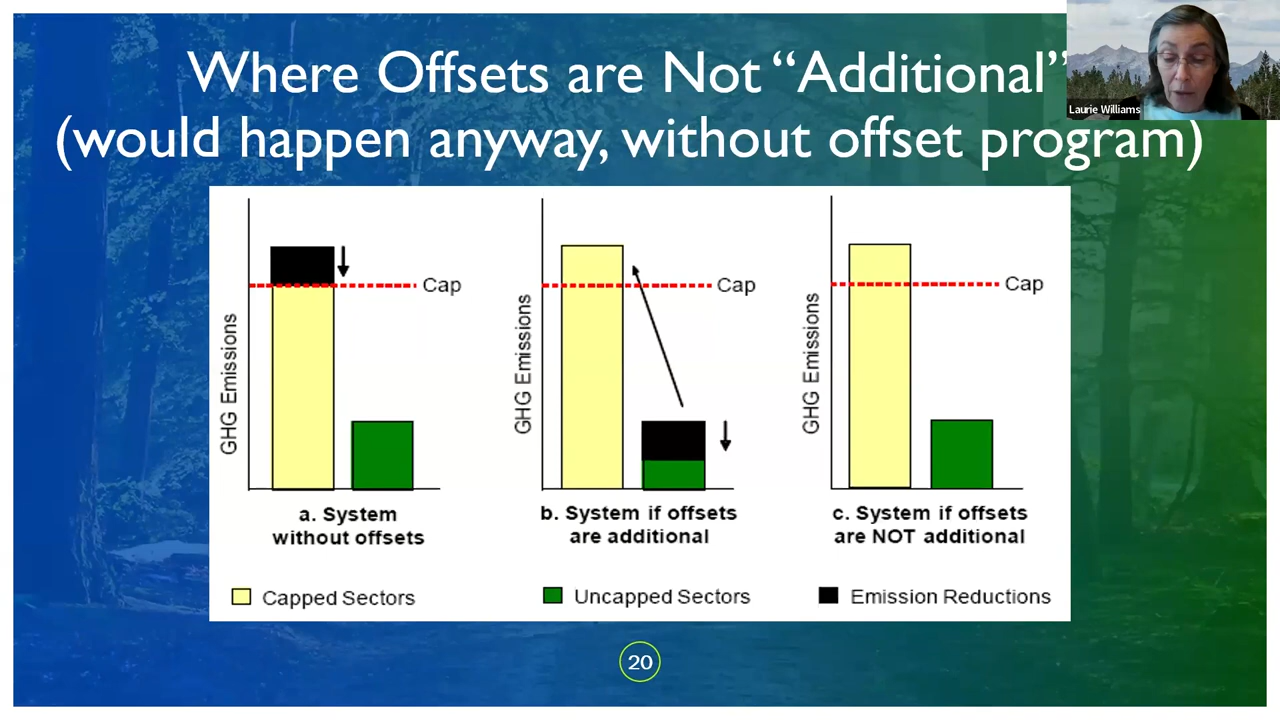 Where Offsets are Not “Additional”
(would happen anyway, without offset program)
Laurie Williams
GHG Emissions
Cap
a. System
without offsets
GHG Emissions
Cap
b. System if offsets
are additional
GHG Emissions
Cap
c. System if offsets
are NOT additional
Capped Sectors
Uncapped Sectors
Emission Reductions
20